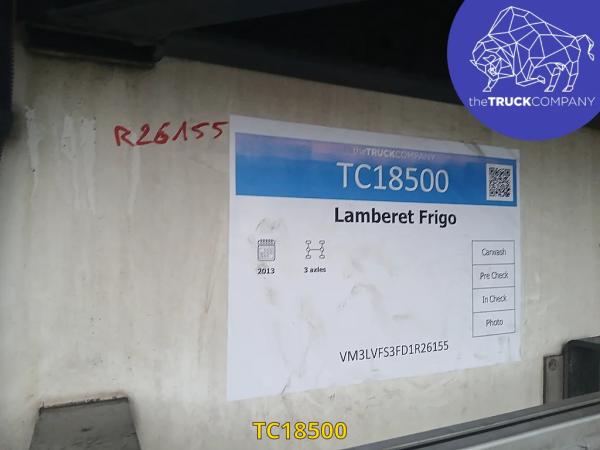 theTRUCKCOMPANY
R26155
theTRUCKCOMPANY
TC18500
Lamberet Frigo
2013
3 axles
Carwash
Pre Check
In Check
Photo
VM3LVFS3FD1R26155
TC18500